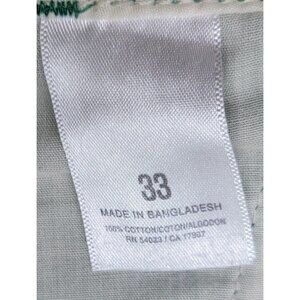 33
MADE IN BANGLADESH
100% COTTON/COTON/ALGODON
RN 54023 / CA 17897